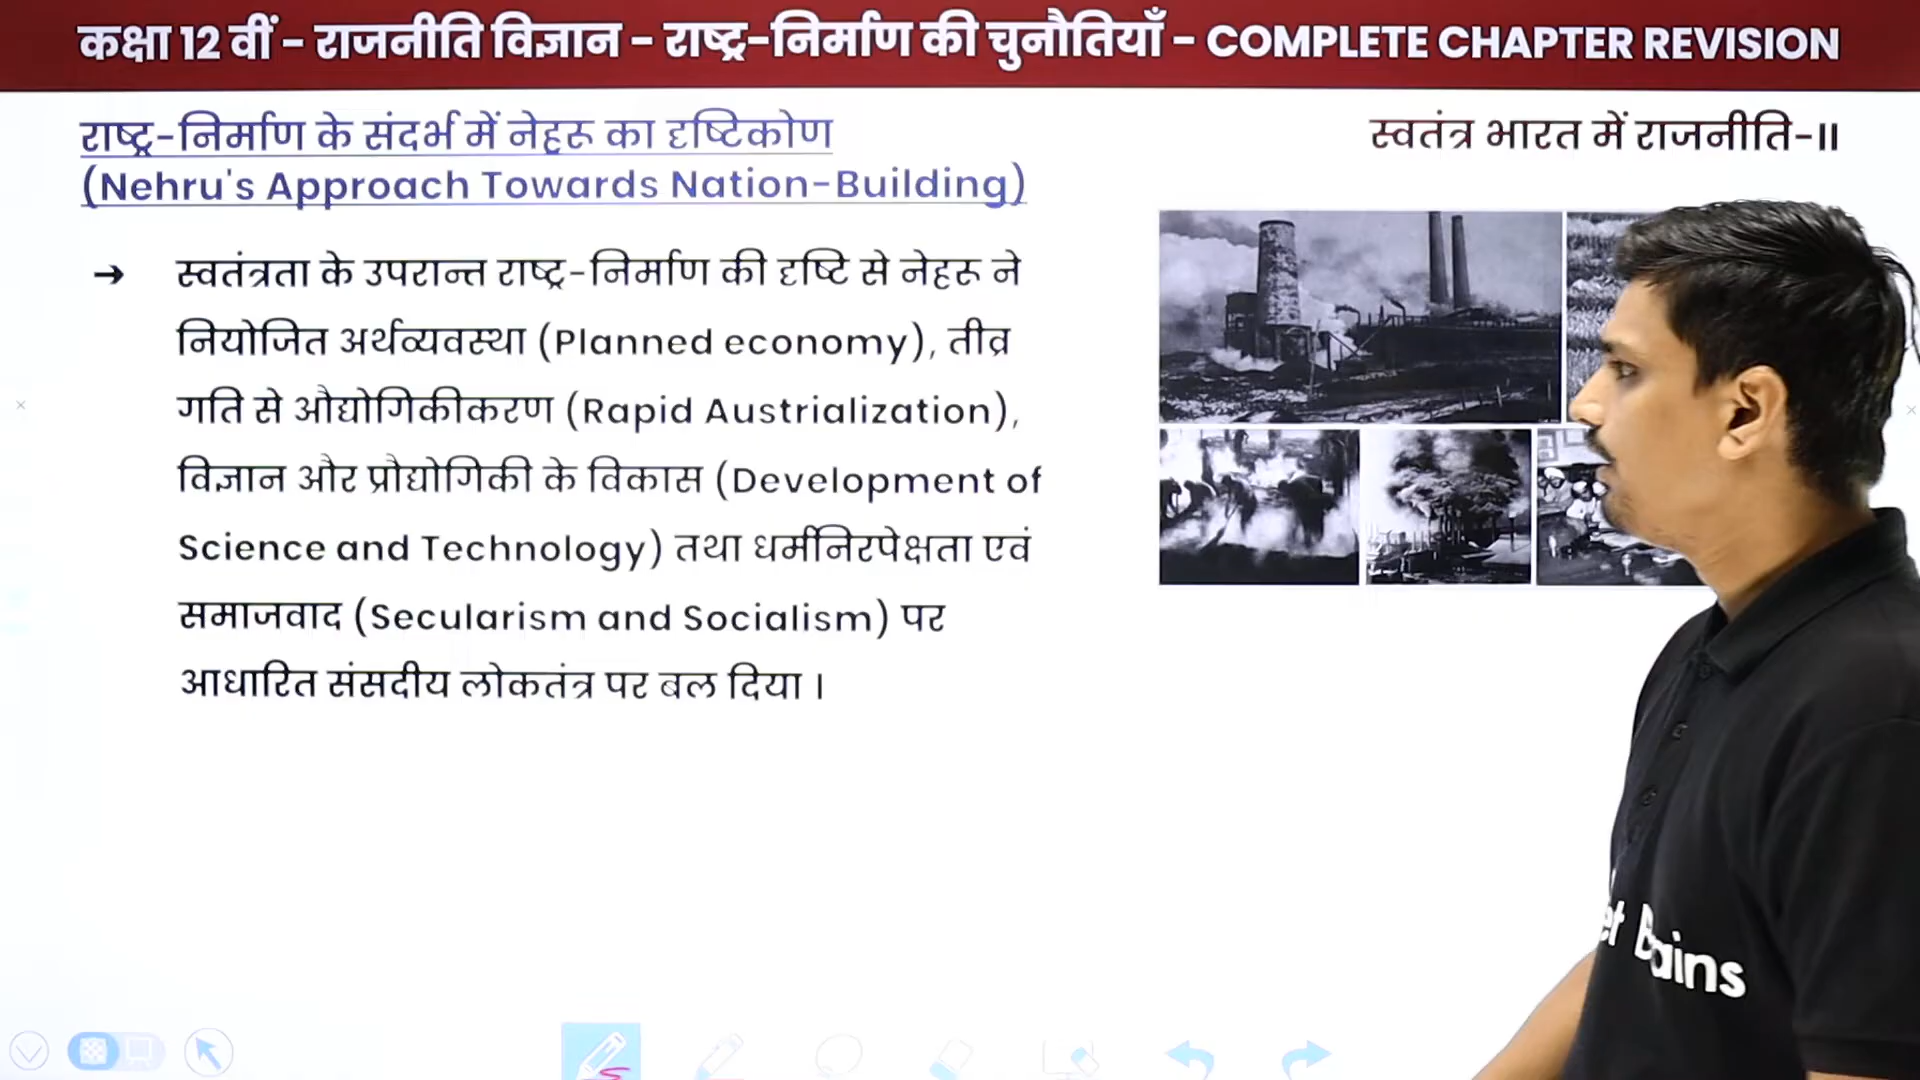 कक्षा 12 वीं - राजनीति विज्ञान - राष्ट्र-निर्माण की चुनौतियाँ - COMPLETE CHAPTER REVISION
राष्ट्र-निर्माण के संदर्भ में नेहरू का दृष्टिकोण
(Nehru's Approach Towards Nation-Building)
स्वतंत्र भारत में राजनीति-II
→ स्वतंत्रता के उपरान्त राष्ट्र-निर्माण की दृष्टि से नेहरू ने
नियोजित अर्थव्यवस्था (Planned economy), तीव्र
गति से औद्योगिकीकरण (Rapid Austrialization),
विज्ञान और प्रौद्योगिकी के विकास (Development of
Science and Technology) तथा धर्मनिरपेक्षता एवं
समाजवाद (Secularism and Socialism) पर
आधारित संसदीय लोकतंत्र पर बल दिया ।